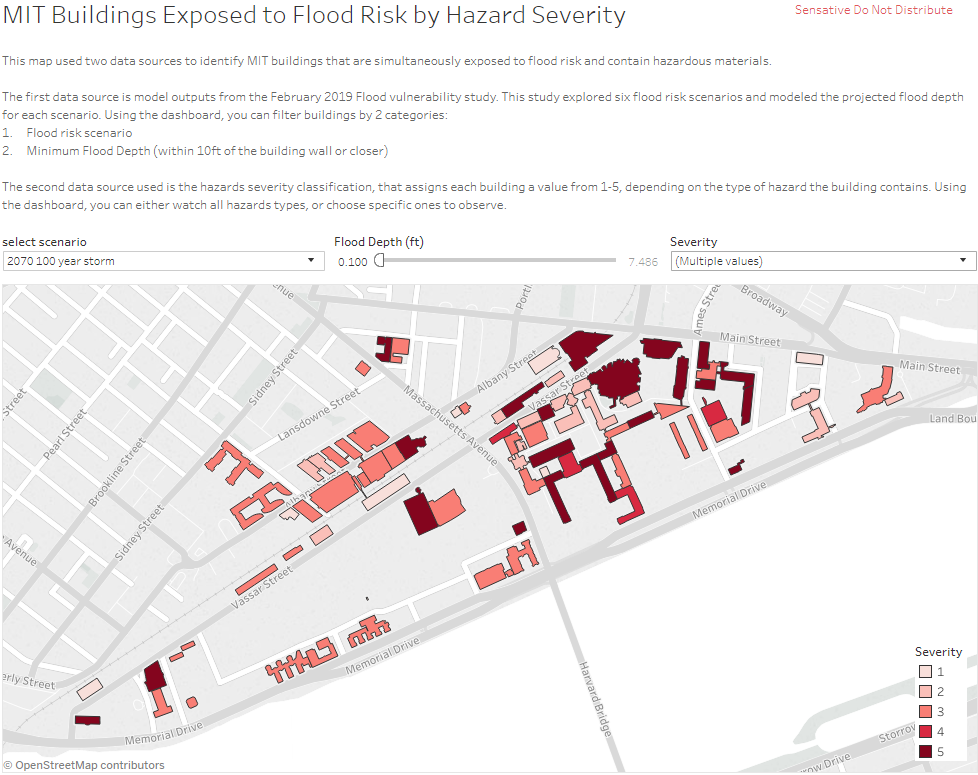 MIT Buildings Exposed to Flood Risk by Hazard Severity
Sensative Do Not Distribute
This map used two data sources to identify MIT buildings that are simultaneously exposed to flood risk and contain hazardous materials.
The first data source is model outputs from the February 2019 Flood vulnerability study. This study explored six flood risk scenarios and modeled the projected flood depth
for each scenario. Using the dashboard, you can filter buildings by 2 categories:
1. Flood risk scenario
2. Minimum Flood Depth (within 10ft of the building wall or closer)
The second data source used is the hazards severity classification, that assigns each building a value from 1-5, depending on the type of hazard the building contains. Using
the dashboard, you can either watch all hazards types, or choose specific ones to observe.
select scenario
2070 100 year storm
Flood Depth (ft)
0.100
7.486
Severity
(Multiple values)
enue
Portl
Ames Street
Broadway
Main Street
Main Street
Albany Street
Vassar Street
Sidney Street
Lansdowne Street
Massachusetts Avenue
Street
Pearl Street
Brookline Street
Sidney Street
Avenue
Land Bou
Memorial Drive
Vassar Street
Memorial Drive
erly Street
Memorial Drive
Harvard Bridge
Storrow
row Drive
Severity
1
2
3
4
5
© OpenStreetMap contributors